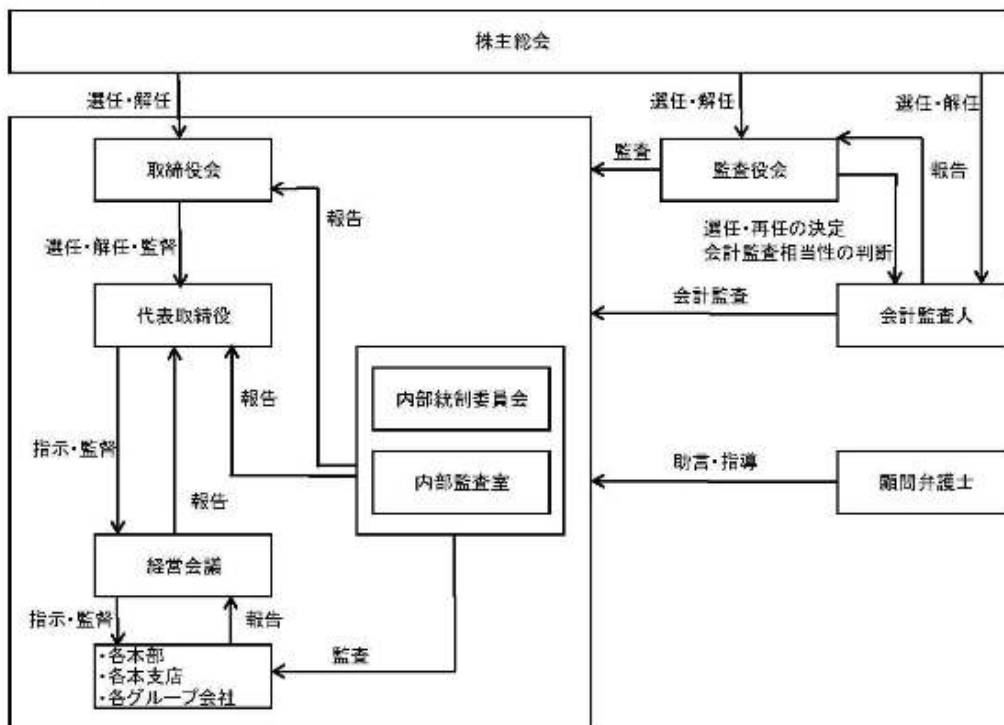 株主総会
選任・解任
選任・解任
選任・解任
取締役会
監査
監査役会
報告
報告
選任・解任・監督
選任・再任の決定
会計監査相当性の判断
代表取締役
会計監査
会計監査人
報告
内部統制委員会
指示・監督
内部監査室
助言・指導
顧問弁護士
報告
経営会議
指示・監督
報告
・各本部
・各本支店
・各グループ会社
監査